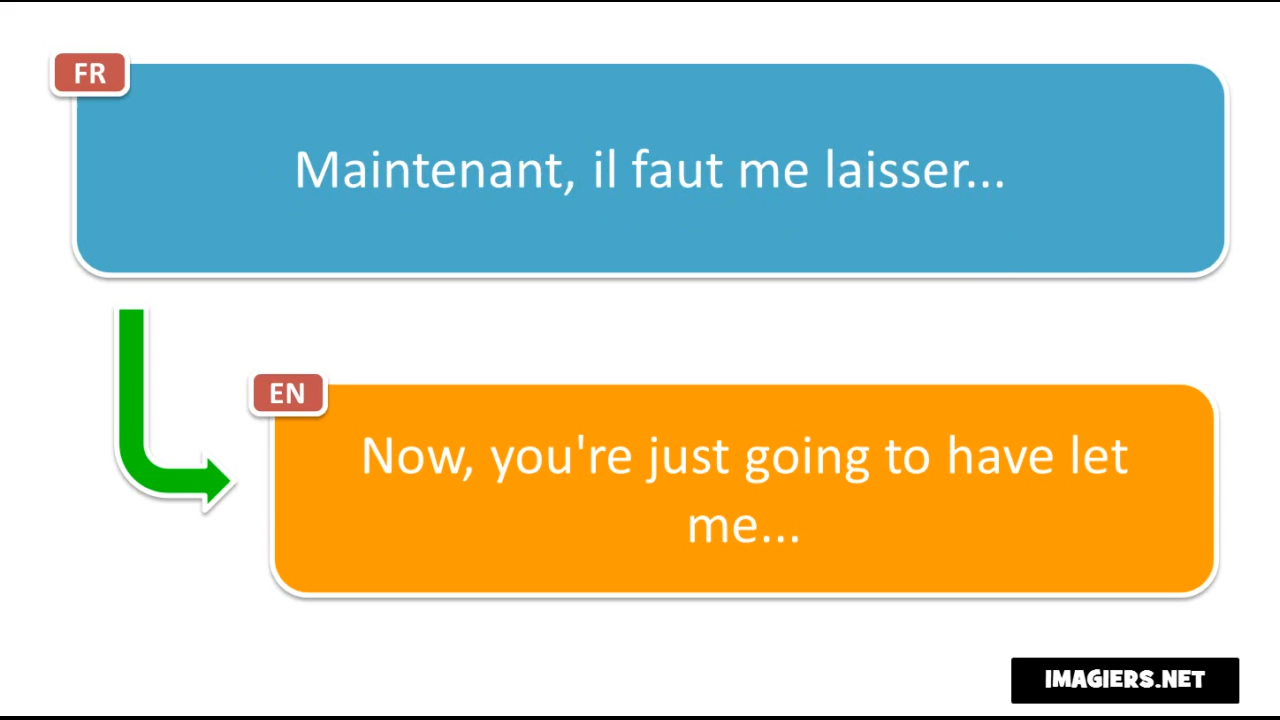 FR
Maintenant, il faut me laisser...
EN
Now, you're just going to have let
me...
IMAGIERS.NET